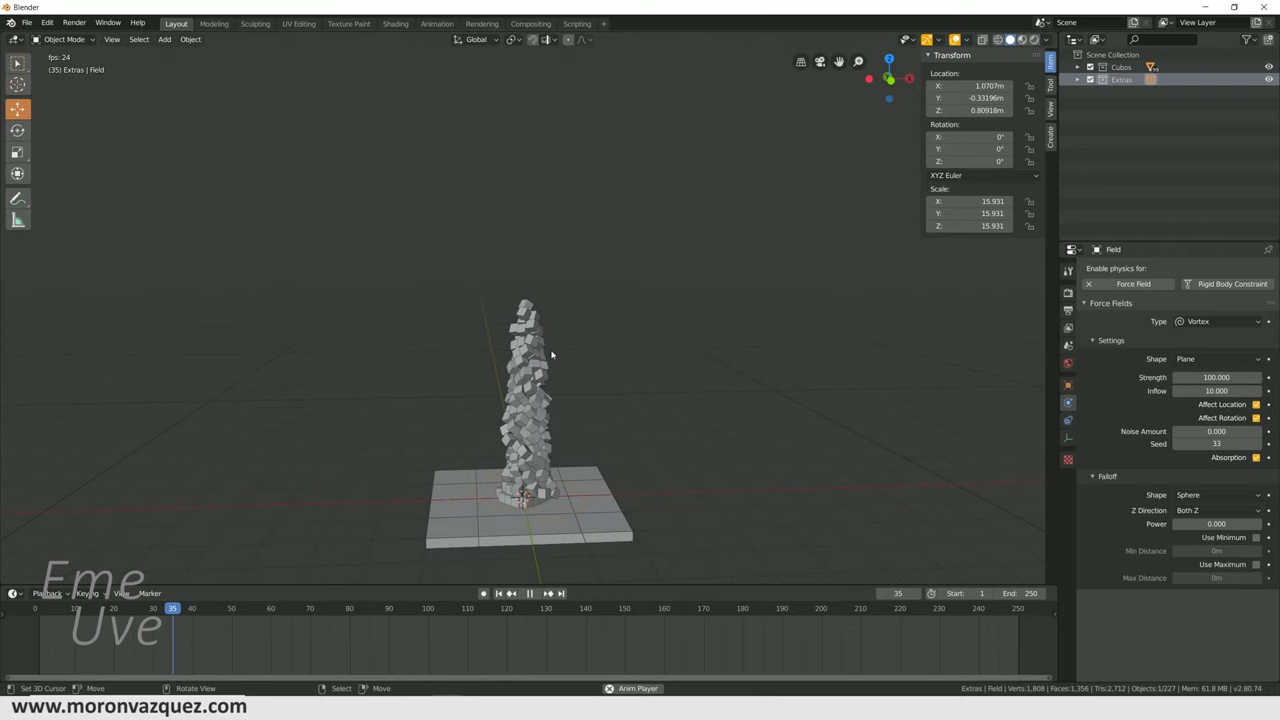 Blender
File Edit Render Window Help Layout Modeling Sculpting UV Editing Texture Paint Shading Animation Rendering Compositing Scripting + Scene View Layer
Object Mode View Select Add Object Global
fps: 24
(35) Extras | Field
Transform
Location:
X: 1.0707m
Y: -0.33196m
Z: 0.80918m
Rotation:
X: 0°
Y: 0°
Z: 0°
XYZ Euler
Scale:
X: 15.931
Y: 15.931
Z: 15.931
Item
Tool
View
Create
Z
X
Scene Collection
Cubos
Extras
Field
Enable physics for:
Force Field Rigid Body Constraint
Force Fields
Type Vortex
Settings
Shape Plane
Strength 100.000
Inflow 10.000
Affect Location
Affect Rotation
Noise Amount 0.000
Seed 33
Absorption
Falloff
Shape Sphere
Z Direction Both Z
Power 0.000
Use Minimum
Min Distance 0m
Use Maximum
Max Distance 0m
Eme
Uve
Playback Keying View Marker 35 Start: 1 End: 250
0 10 20 30 35 40 50 60 70 80 90 100 110 120 130 140 150 160 170 180 190 200 210 220 230 240 250
Set 3D Cursor Move Rotate View Select Move Anim Player Extras | Field | Verts:1,808 | Faces:1,356 | Tris:2,712 | Objects:1/227 | Mem: 61.8 MB | v2.80.74
www.moronvazquez.com